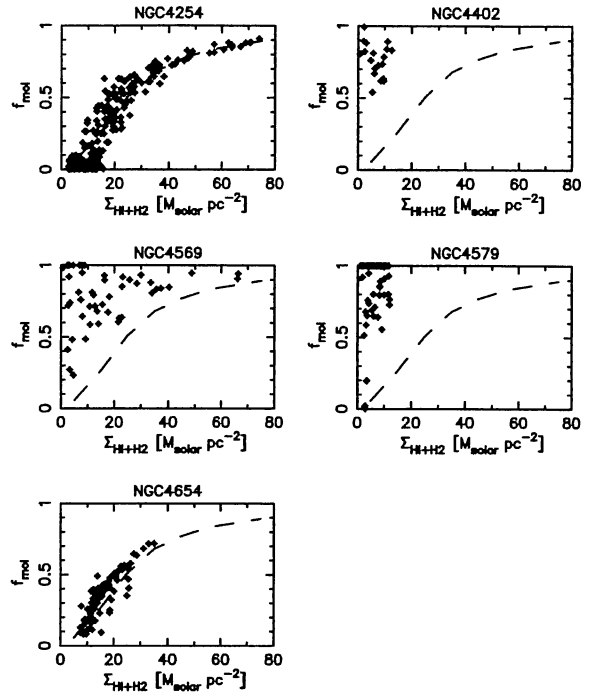 NGC4254
NGC4402
f_mol 0 0.5 1
0 20 40 60 80
Σ_HI+H2 [M_solar pc^-2]
f_mol 0 0.5 1
0 20 40 60 80
Σ_HI+H2 [M_solar pc^-2]
NGC4569
NGC4579
f_mol 0 0.5 1
0 20 40 60 80
Σ_HI+H2 [M_solar pc^-2]
f_mol 0 0.5 1
0 20 40 60 80
Σ_HI+H2 [M_solar pc^-2]
NGC4654
f_mol 0 0.5 1
0 20 40 60 80
Σ_HI+H2 [M_solar pc^-2]